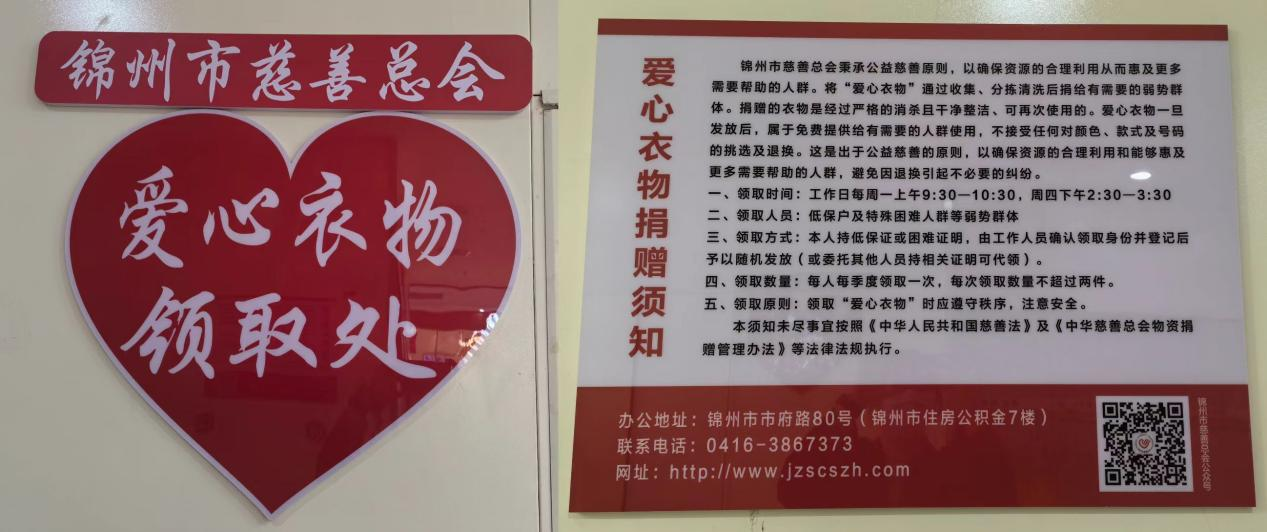 锦州市慈善总会
爱心衣物
领取处
爱心衣物捐赠须知
锦州市慈善总会秉承公益慈善原则，以确保资源的合理利用从而惠及更多
需要帮助的人群。将“爱心衣物”通过收集、分拣清洗后捐给有需要的弱势群
体。捐赠的衣物是经过严格的消杀且干净整洁、可再次使用的。爱心衣物一旦
发放后，属于免费提供给有需要的人群使用，不接受任何对颜色、款式及号码
的挑选及退换。这是出于公益慈善的原则，以确保资源的合理利用和能够惠及
更多需要帮助的人群，避免因退换引起不必要的纠纷。
一、领取时间：工作日每周一上午9:30—10:30，周四下午2:30—3:30
二、领取人员：低保户及特殊困难人群等弱势群体
三、领取方式：本人持低保证或困难证明，由工作人员确认领取身份并登记后
予以随机发放（或委托其他人员持相关证明可代领）。
四、领取数量：每人每季度领取一次，每次领取数量不超过两件。
五、领取原则：领取“爱心衣物”时应遵守秩序，注意安全。
本须知未尽事宜按照《中华人民共和国慈善法》及《中华慈善总会物资捐
赠管理办法》等法律法规执行。
办公地址：锦州市市府路80号（锦州市住房公积金7楼）
联系电话：0416-3867373
网址：http://www.jzscszh.com
锦州市慈善总会公众号